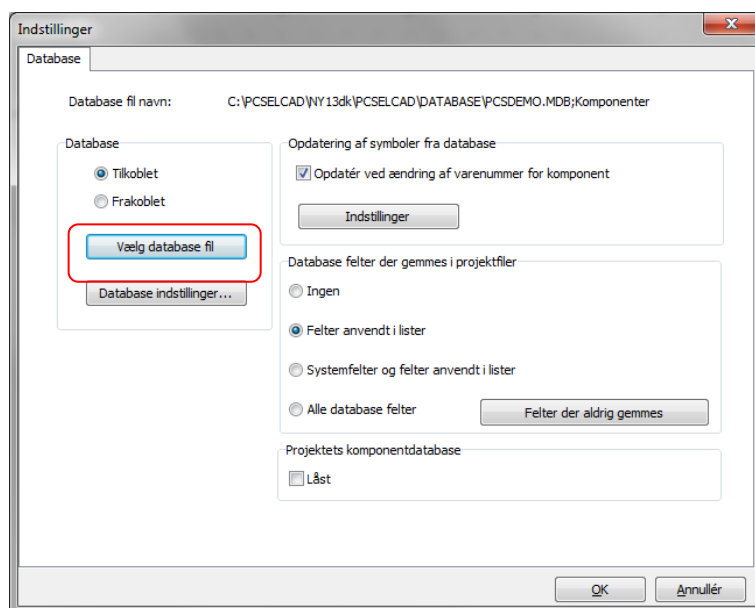 Indstillinger
Database
Database fil navn: C:\PCSELCAD\NY13dk\PCSELCAD\DATABASE\PCSDEMO.MDB;Komponenter
Database
Tilkoblet
Frakoblet
Vælg database fil
Database indstillinger...
Opdatering af symboler fra database
Opdatér ved ændring af varenummer for komponent
Indstillinger
Database felter der gemmes i projektfiler
Ingen
Felter anvendt i lister
Systemfelter og felter anvendt i lister
Alle database felter
Felter der aldrig gemmes
Projektets komponentdatabase
Låst
OK
Annullér